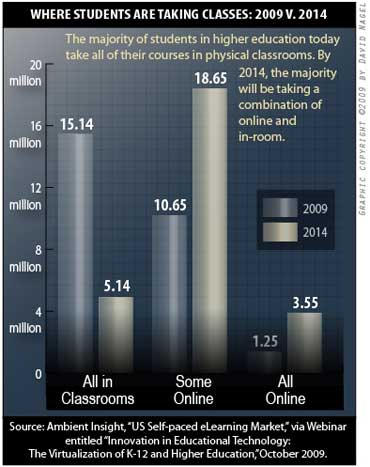 WHERE STUDENTS ARE TAKING CLASSES: 2009 V. 2014
The majority of students in higher education today
take all of their courses in physical classrooms. By
2014, the majority
will be taking a
combination of
online and
in-room.
20
million
16
million
12
million
8
million
4
million
0
15.14
5.14
10.65
18.65
1.25
3.55
2009
2014
All in
Classrooms
Some
Online
All
Online
Source: Ambient Insight, “US Self-paced eLearning Market,” via Webinar
entitled “Innovation in Educational Technology:
The Virtualization of K-12 and Higher Education,” October 2009.
GRAPHIC COPYRIGHT ©2009 BY DAVID NAGEL